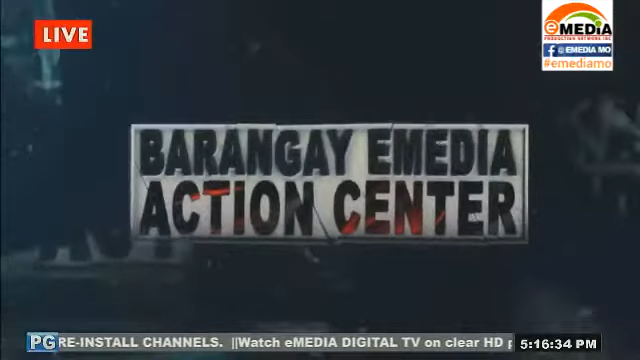 LIVE
eMEDIA
PRODUCTION NETWORK INC
f @EMEDIA MO
#emediamo
BARANGAY EMEDIA
ACTION CENTER
PG RE-INSTALL CHANNELS. ||Watch eMEDIA DIGITAL TV on clear HD 5:16:34 PM